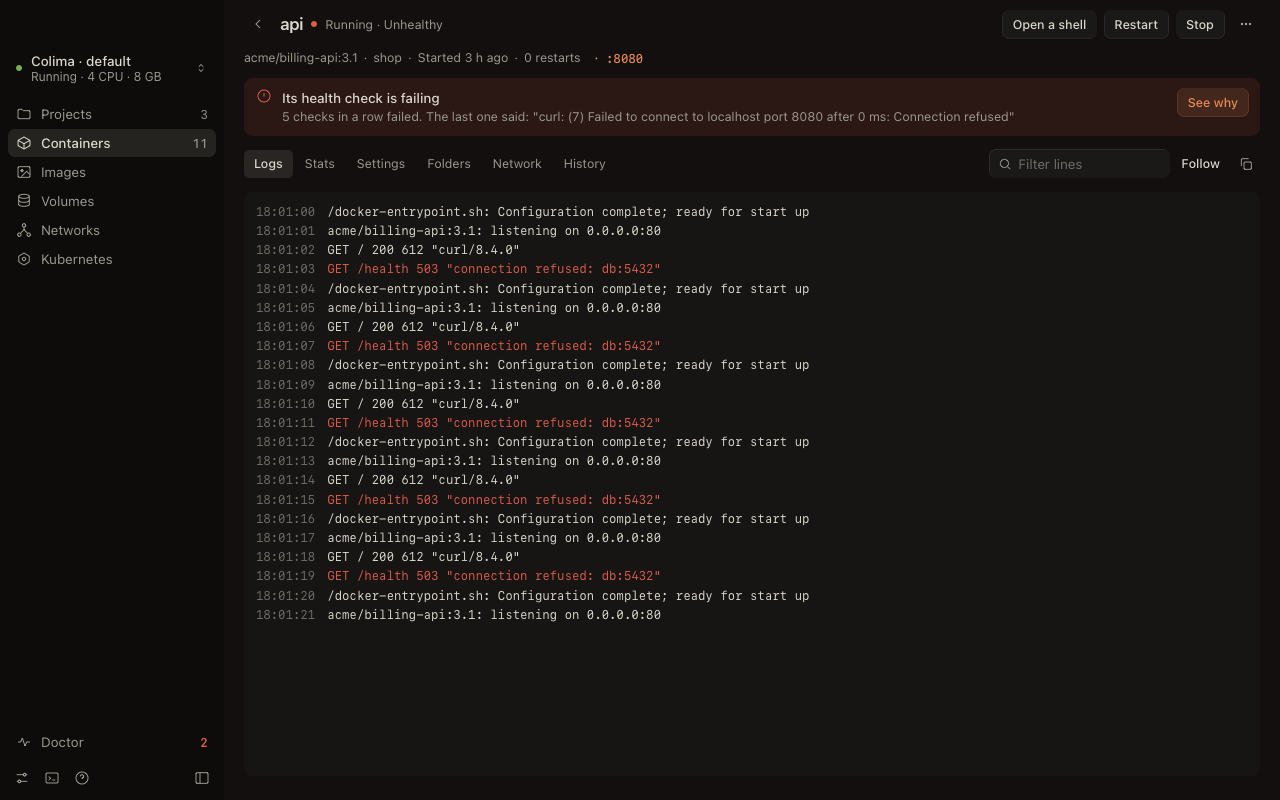 api
Running · Unhealthy
Open a shell
Restart
Stop
Colima · default
Running · 4 CPU · 8 GB
acme/billing-api:3.1 · shop · Started 3 h ago · 0 restarts · :8080
Its health check is failing
5 checks in a row failed. The last one said: "curl: (7) Failed to connect to localhost port 8080 after 0 ms: Connection refused"
See why
Projects 3
Containers 11
Images
Volumes
Networks
Kubernetes
Logs Stats Settings Folders Network History
Filter lines
Follow
18:01:00 /docker-entrypoint.sh: Configuration complete; ready for start up
18:01:01 acme/billing-api:3.1: listening on 0.0.0.0:80
18:01:02 GET / 200 612 "curl/8.4.0"
18:01:03 GET /health 503 "connection refused: db:5432"
18:01:04 /docker-entrypoint.sh: Configuration complete; ready for start up
18:01:05 acme/billing-api:3.1: listening on 0.0.0.0:80
18:01:06 GET / 200 612 "curl/8.4.0"
18:01:07 GET /health 503 "connection refused: db:5432"
18:01:08 /docker-entrypoint.sh: Configuration complete; ready for start up
18:01:09 acme/billing-api:3.1: listening on 0.0.0.0:80
18:01:10 GET / 200 612 "curl/8.4.0"
18:01:11 GET /health 503 "connection refused: db:5432"
18:01:12 /docker-entrypoint.sh: Configuration complete; ready for start up
18:01:13 acme/billing-api:3.1: listening on 0.0.0.0:80
18:01:14 GET / 200 612 "curl/8.4.0"
18:01:15 GET /health 503 "connection refused: db:5432"
18:01:16 /docker-entrypoint.sh: Configuration complete; ready for start up
18:01:17 acme/billing-api:3.1: listening on 0.0.0.0:80
18:01:18 GET / 200 612 "curl/8.4.0"
18:01:19 GET /health 503 "connection refused: db:5432"
18:01:20 /docker-entrypoint.sh: Configuration complete; ready for start up
18:01:21 acme/billing-api:3.1: listening on 0.0.0.0:80
Doctor 2